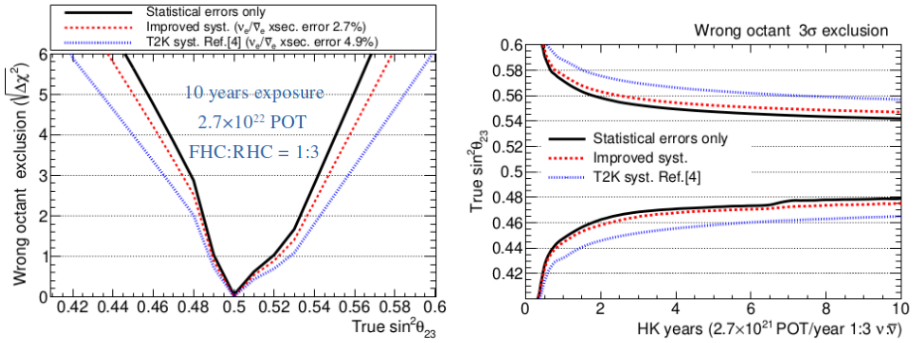 Statistical errors only
Improved syst. (νe/ν̅e xsec. error 2.7%)
T2K syst. Ref.[4] (νe/ν̅e xsec. error 4.9%)
Wrong octant exclusion (√Δχ²)
6
5
4
3
2
1
0
10 years exposure
2.7×10²² POT
FHC:RHC = 1:3
0.42 0.44 0.46 0.48 0.5 0.52 0.54 0.56 0.58 0.6
True sin²θ₂₃
Wrong octant 3σ exclusion
True sin²θ₂₃
0.6
0.58
0.56
0.54
0.52
0.5
0.48
0.46
0.44
0.42
Statistical errors only
Improved syst.
T2K syst. Ref.[4]
0 2 4 6 8 10
HK years (2.7×10²¹ POT/year 1:3 ν:ν̅)